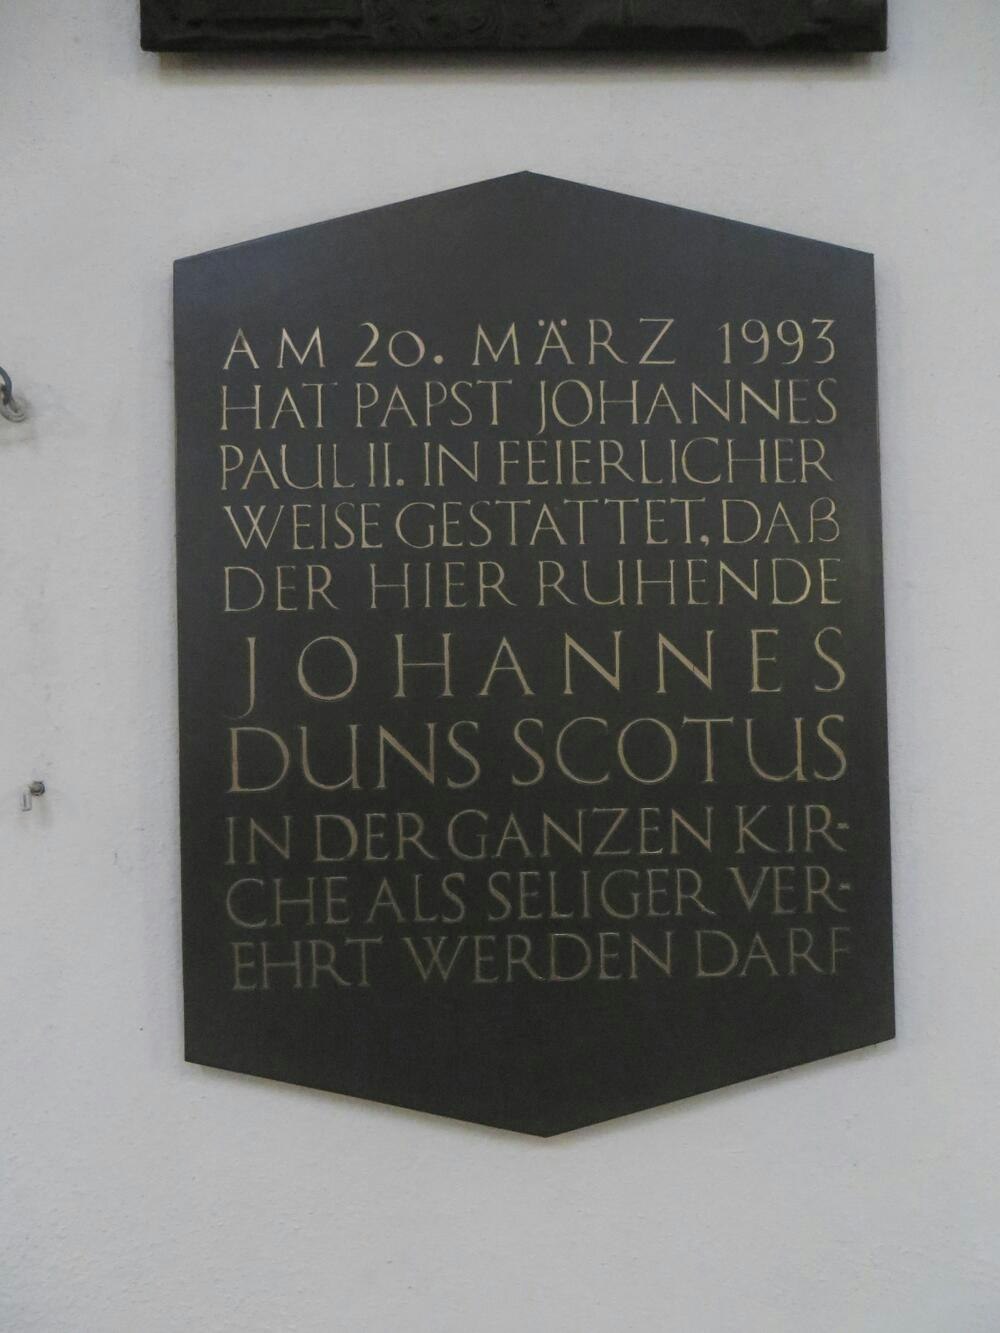 AM 20. MÄRZ 1993
HAT PAPST JOHANNES
PAUL II. IN FEIERLICHER
WEISE GESTATTET, DAß
DER HIER RUHENDE
JOHANNES
DUNS SCOTUS
IN DER GANZEN KIR-
CHE ALS SELIGER VER-
EHRT WERDEN DARF